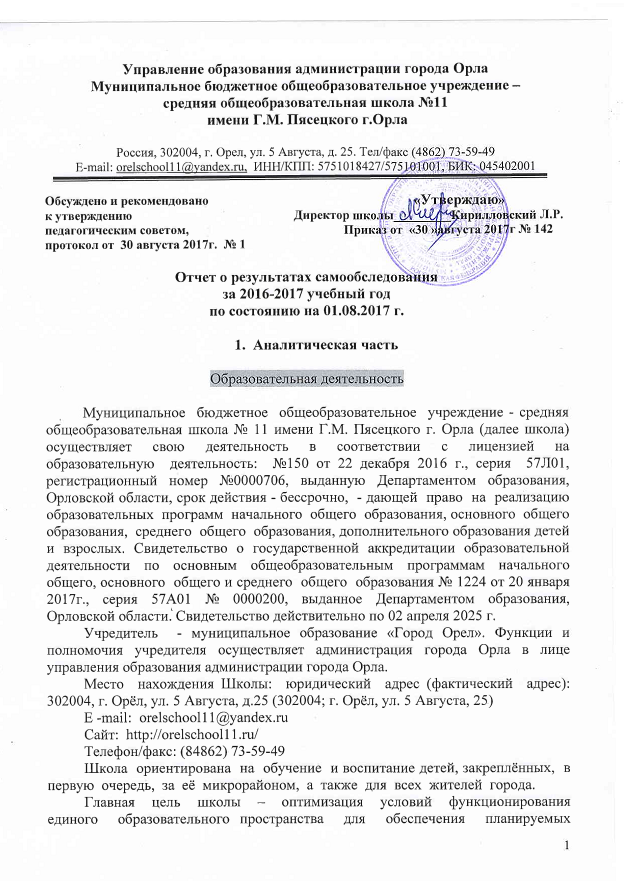 Управление образования администрации города Орла
Муниципальное бюджетное общеобразовательное учреждение –
средняя общеобразовательная школа №11
имени Г.М. Пясецкого г.Орла
Россия, 302004, г. Орел, ул. 5 Августа, д. 25. Тел/факс (4862) 73-59-49
E-mail: orelschool11@yandex.ru, ИНН/КПП: 5751018427/575101001, БИК: 045402001
Обсуждено и рекомендовано
к утверждению
педагогическим советом,
протокол от 30 августа 2017г. № 1
«Утверждаю»
Директор школы Кирилловский Л.Р.
Приказ от «30 »августа 2017г № 142
Отчет о результатах самообследования
за 2016-2017 учебный год
по состоянию на 01.08.2017 г.
1. Аналитическая часть
Образовательная деятельность
Муниципальное бюджетное общеобразовательное учреждение - средняя
общеобразовательная школа № 11 имени Г.М. Пясецкого г. Орла (далее школа)
осуществляет свою деятельность в соответствии с лицензией на
образовательную деятельность: №150 от 22 декабря 2016 г., серия 57Л01,
регистрационный номер №0000706, выданную Департаментом образования,
Орловской области, срок действия - бессрочно, - дающей право на реализацию
образовательных программ начального общего образования, основного общего
образования, среднего общего образования, дополнительного образования детей
и взрослых. Свидетельство о государственной аккредитации образовательной
деятельности по основным общеобразовательным программам начального
общего, основного общего и среднего общего образования № 1224 от 20 января
2017г., серия 57А01 № 0000200, выданное Департаментом образования,
Орловской области. Свидетельство действительно по 02 апреля 2025 г.
Учредитель - муниципальное образование «Город Орел». Функции и
полномочия учредителя осуществляет администрация города Орла в лице
управления образования администрации города Орла.
Место нахождения Школы: юридический адрес (фактический адрес):
302004, г. Орёл, ул. 5 Августа, д.25 (302004; г. Орёл, ул. 5 Августа, 25)
E -mail: orelschool11@yandex.ru
Сайт: http://orelschool11.ru/
Телефон/факс: (84862) 73-59-49
Школа ориентирована на обучение и воспитание детей, закреплённых, в
первую очередь, за её микрорайоном, а также для всех жителей города.
Главная цель школы – оптимизация условий функционирования
единого образовательного пространства для обеспечения планируемых
1